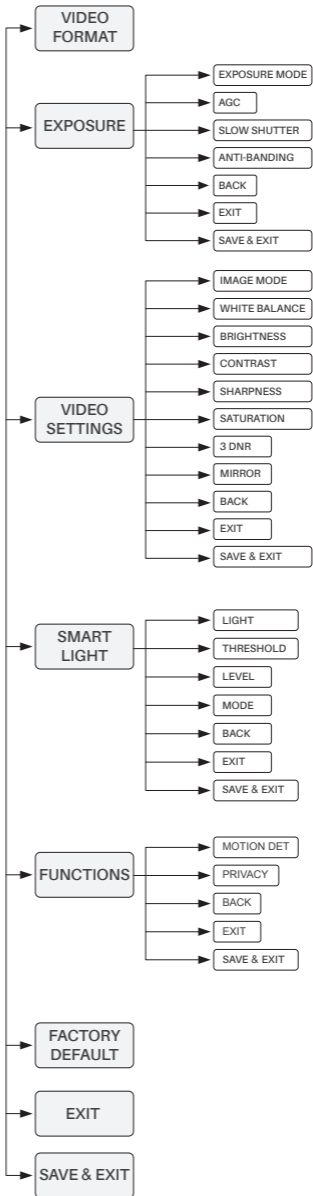 VIDEO
FORMAT
EXPOSURE
EXPOSURE MODE
AGC
SLOW SHUTTER
ANTI-BANDING
BACK
EXIT
SAVE & EXIT
VIDEO
SETTINGS
IMAGE MODE
WHITE BALANCE
BRIGHTNESS
CONTRAST
SHARPNESS
SATURATION
3 DNR
MIRROR
BACK
EXIT
SAVE & EXIT
SMART
LIGHT
LIGHT
THRESHOLD
LEVEL
MODE
BACK
EXIT
SAVE & EXIT
FUNCTIONS
MOTION DET
PRIVACY
BACK
EXIT
SAVE & EXIT
FACTORY
DEFAULT
EXIT
SAVE & EXIT